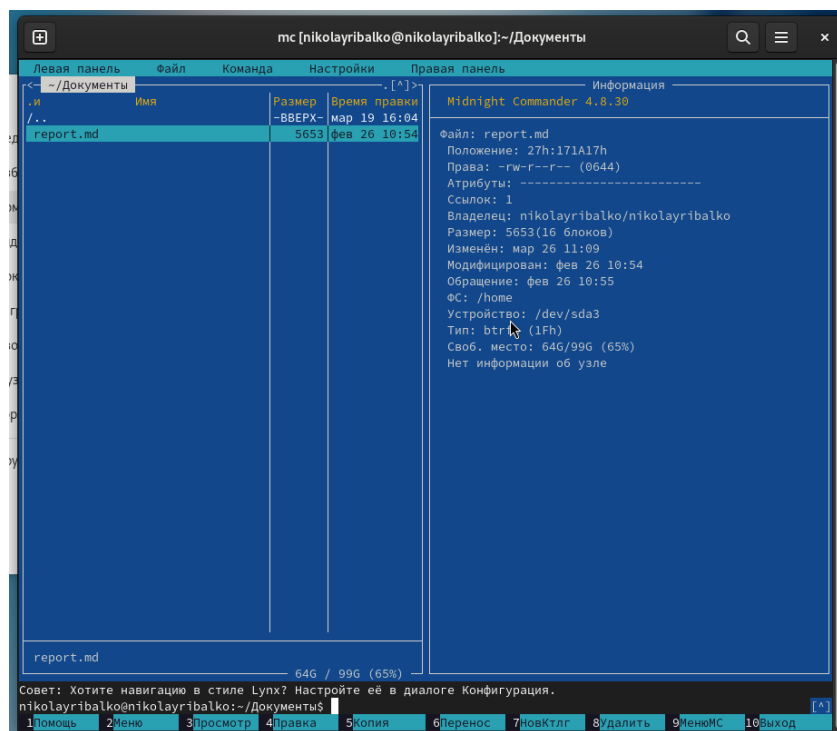 mc [nikolayribalko@nikolayribalko]:~/Документы
Левая панель Файл Команда Настройки Правая панель
<— ~/Документы .[^]>
.и Имя Размер Время правки
/.. -ВВЕРХ- мар 19 16:04
report.md 5653 фев 26 10:54
report.md
64G / 99G (65%)
Информация
Midnight Commander 4.8.30
Файл: report.md
Положение: 27h:171A17h
Права: -rw-r--r-- (0644)
Атрибуты: -------------------------
Ссылок: 1
Владелец: nikolayribalko/nikolayribalko
Размер: 5653(16 блоков)
Изменён: мар 26 11:09
Модифицирован: фев 26 10:54
Обращение: фев 26 10:55
ФС: /home
Устройство: /dev/sda3
Тип: (1Fh)
Своб. место: 64G/99G (65%)
Нет информации об узле
Совет: Хотите навигацию в стиле Lynx? Настройте её в диалоге Конфигурация.
nikolayribalko@nikolayribalko:~/Документы$ [^]
1Помощь 2Меню 3Просмотр 4Правка 5Копия 6Перенос 7НовКтлг 8Удалить 9МенюMC 10Выход